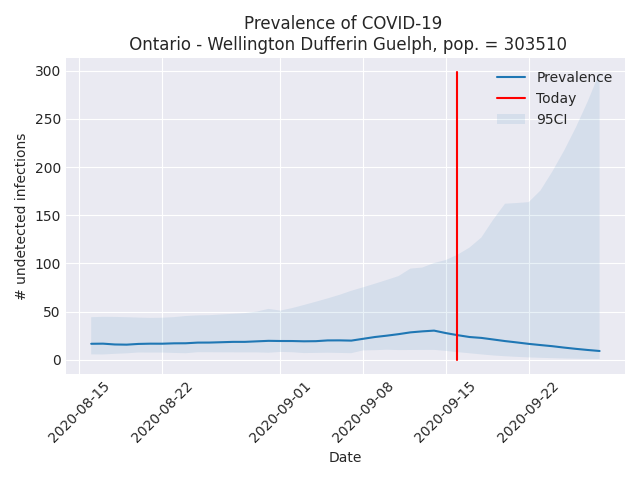 Prevalence of COVID-19
Ontario - Wellington Dufferin Guelph, pop. = 303510
300
250
200
150
100
50
0
# undetected infections
Prevalence
Today
95CI
2020-08-15
2020-08-22
2020-09-01
2020-09-08
2020-09-15
2020-09-22
Date